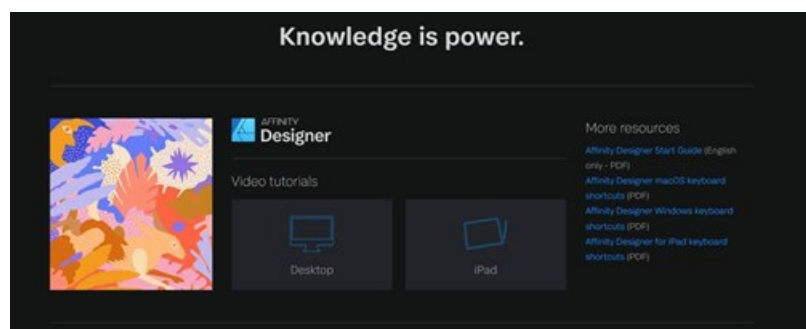 Knowledge is power.
AFFINITY
Designer
Video tutorials
Desktop
iPad
More resources
Affinity Designer Start Guide (English
only - PDF)
Affinity Designer macOS keyboard
shortcuts (PDF)
Affinity Designer Windows keyboard
shortcuts (PDF)
Affinity Designer for iPad keyboard
shortcuts (PDF)